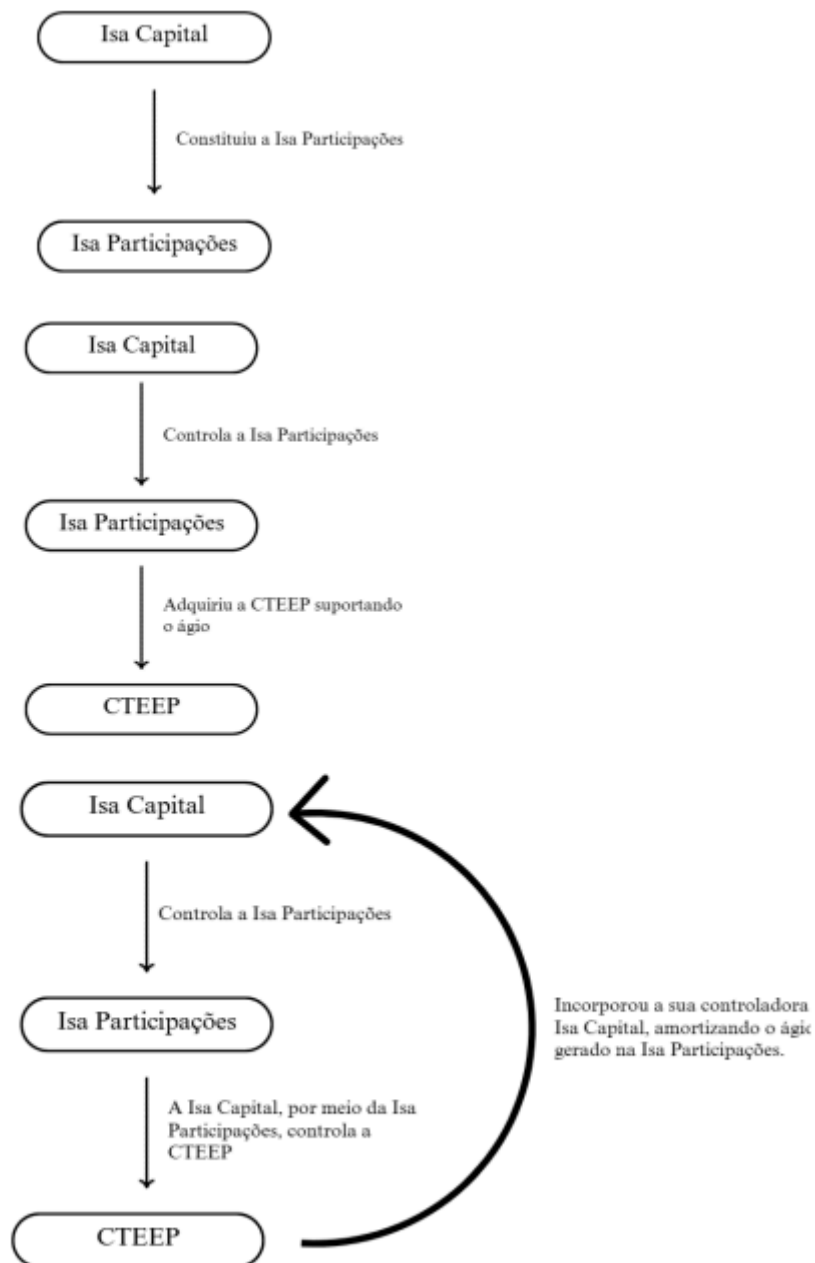 Isa Capital
Constituiu a Isa Participações
Isa Participações
Isa Capital
Controla a Isa Participações
Isa Participações
Adquiriu a CTEEP suportando
o ágio
CTEEP
Isa Capital
Controla a Isa Participações
Isa Participações
Incorporou a sua controladora
Isa Capital, amortizando o ági
gerado na Isa Participações.
A Isa Capital, por meio da Isa
Participações, controla a
CTEEP
CTEEP